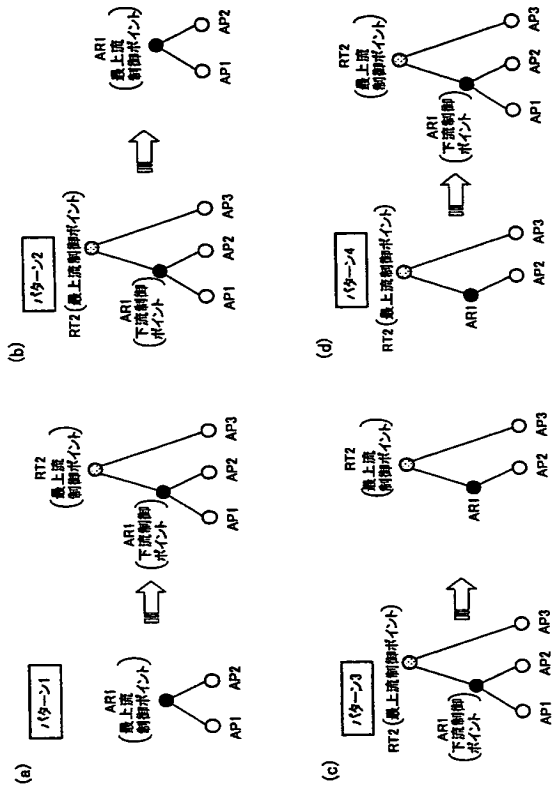 (a)
パターン1
AR1
(最上流
制御ポイント)
AP1
AP2
RT2
(最上流
制御ポイント)
AR1
(下流制御
ポイント)
AP1
AP2
AP3
(b)
パターン2
RT2(最上流制御ポイント)
AR1
(下流制御
ポイント)
AP1
AP2
AP3
AR1
(最上流
制御ポイント)
AP1
AP2
(c)
パターン3
RT2(最上流制御ポイント)
AR1
(下流制御
ポイント)
AP1
AP2
AP3
RT2
(最上流
制御ポイント)
AR1
AP2
AP3
(d)
パターン4
RT2(最上流制御ポイント)
AR1
AP2
AP3
RT2
(最上流
制御ポイント)
AR1
(下流制御
ポイント)
AP1
AP2
AP3